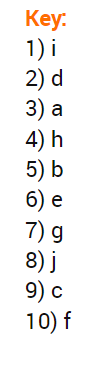 Key:
1) i
2) d
3) a
4) h
5) b
6) e
7) g
8) j
9) c
10) f